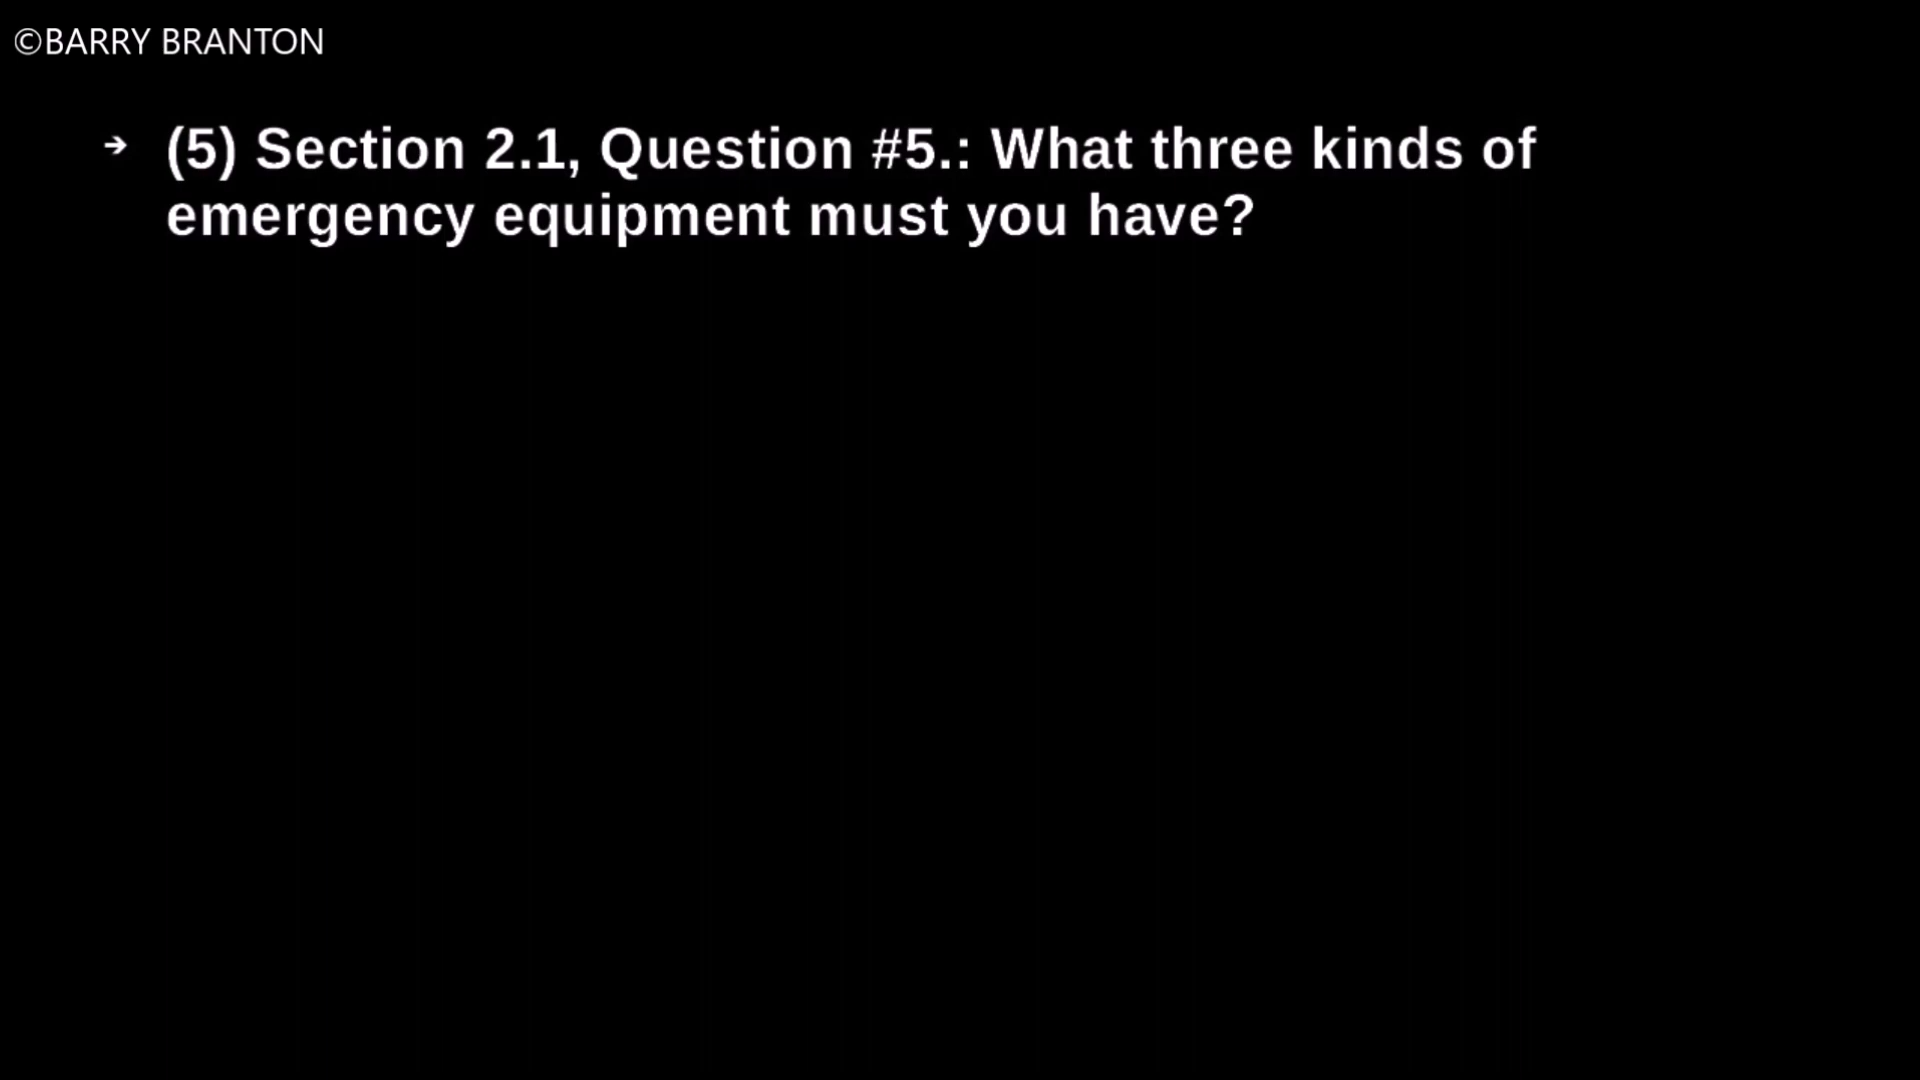 ©BARRY BRANTON
➔ (5) Section 2.1, Question #5.: What three kinds of
emergency equipment must you have?